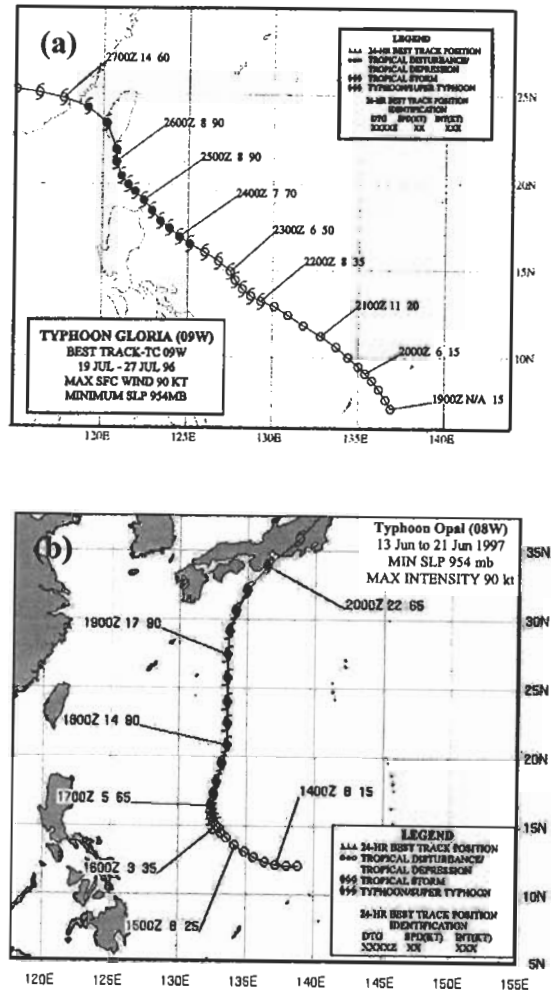 (a)
2700Z 14 60
LEGEND
24-HR BEST TRACK POSITION
TROPICAL DISTURBANCE/
TROPICAL DEPRESSION
TROPICAL STORM
TYPHOON/SUPER TYPHOON
24-HR BEST TRACK POSITION
IDENTIFICATION
DTG SPD(KT) INT(KT)
XXXXZ XX XXX
25N
2600Z 8 90
2500Z 8 90
20N
2400Z 7 70
2300Z 6 50
2200Z 8 35
15N
2100Z 11 20
TYPHOON GLORIA (09W)
BEST TRACK-TC 09W
19 JUL - 27 JUL 96
MAX SFC WIND 90 KT
MINIMUM SLP 954MB
2000Z 6 15
10N
1900Z N/A 15
120E 125E 130E 135E 140E
(b)
Typhoon Opal (08W)
13 Jun to 21 Jun 1997
MIN SLP 954 mb
MAX INTENSITY 90 kt
35N
2000Z 22 65
1900Z 17 90
30N
25N
1800Z 14 80
20N
1700Z 5 65
1400Z 8 15
15N
LEGEND
24-HR BEST TRACK POSITION
TROPICAL DISTURBANCE/
TROPICAL DEPRESSION
TROPICAL STORM
TYPHOON/SUPER TYPHOON
1600Z 3 35
10N
24-HR BEST TRACK POSITION
IDENTIFICATION
DTG SPD(KT) INT(KT)
XXXXZ XX XXX
1500Z 8 25
5N
120E 125E 130E 135E 140E 145E 150E 155E